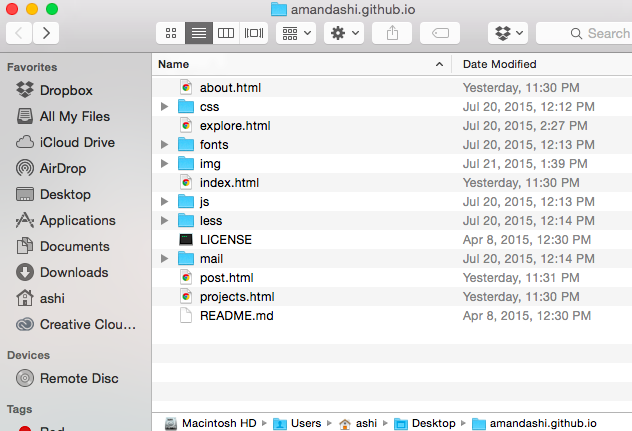 amandashi.github.io
Search
Favorites
Dropbox
All My Files
iCloud Drive
AirDrop
Desktop
Applications
Documents
Downloads
ashi
Creative Clou...
Devices
Remote Disc
Tags
Name Date Modified
about.html Yesterday, 11:30 PM
css Jul 20, 2015, 12:12 PM
explore.html Jul 20, 2015, 2:27 PM
fonts Jul 20, 2015, 12:13 PM
img Jul 21, 2015, 1:39 PM
index.html Yesterday, 11:30 PM
js Jul 20, 2015, 12:13 PM
less Jul 20, 2015, 12:14 PM
LICENSE Apr 8, 2015, 12:30 PM
mail Jul 20, 2015, 12:14 PM
post.html Yesterday, 11:31 PM
projects.html Yesterday, 11:30 PM
README.md Apr 8, 2015, 12:30 PM
Macintosh HD Users ashi Desktop amandashi.github.io